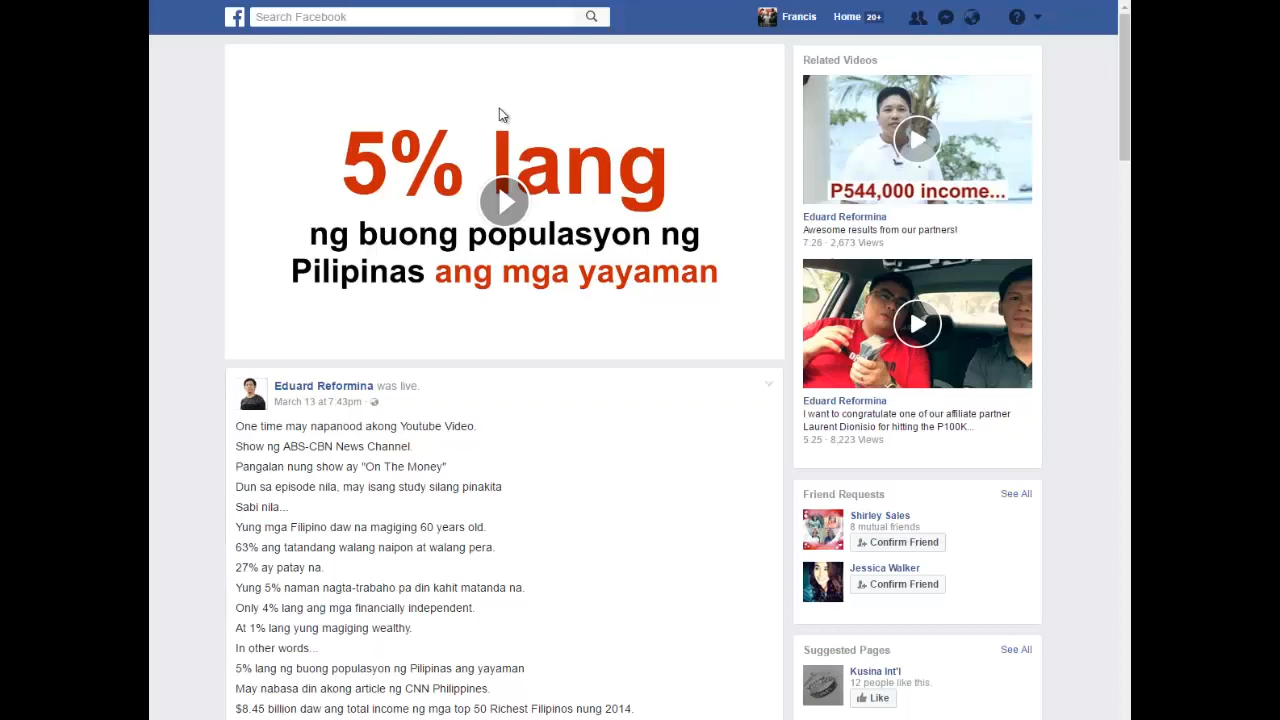 Search Facebook
Francis
Home 20+
5% lang
ng buong populasyon ng
Pilipinas ang mga yayaman
Eduard Reformina was live.
March 13 at 7:43pm ·
One time may napanood akong Youtube Video.
Show ng ABS-CBN News Channel.
Pangalan nung show ay "On The Money"
Dun sa episode nila, may isang study silang pinakita
Sabi nila...
Yung mga Filipino daw na magiging 60 years old.
63% ang tatandang walang naipon at walang pera.
27% ay patay na.
Yung 5% naman nagta-trabaho pa din kahit matanda na.
Only 4% lang ang mga financially independent.
At 1% lang yung magiging wealthy.
In other words...
5% lang ng buong populasyon ng Pilipinas ang yayaman
May nabasa din akong article ng CNN Philippines.
$8.45 billion daw ang total income ng mga top 50 Richest Filipinos nung 2014.
Related Videos
P544,000 income...
Eduard Reformina
Awesome results from our partners!
7:26 · 2,673 Views
Eduard Reformina
I want to congratulate one of our affiliate partner
Laurent Dionisio for hitting the P100K...
5:25 · 8,223 Views
Friend Requests
See All
Shirley Sales
8 mutual friends
Confirm Friend
Jessica Walker
Confirm Friend
Suggested Pages
See All
Kusina Int'l
12 people like this.
Like